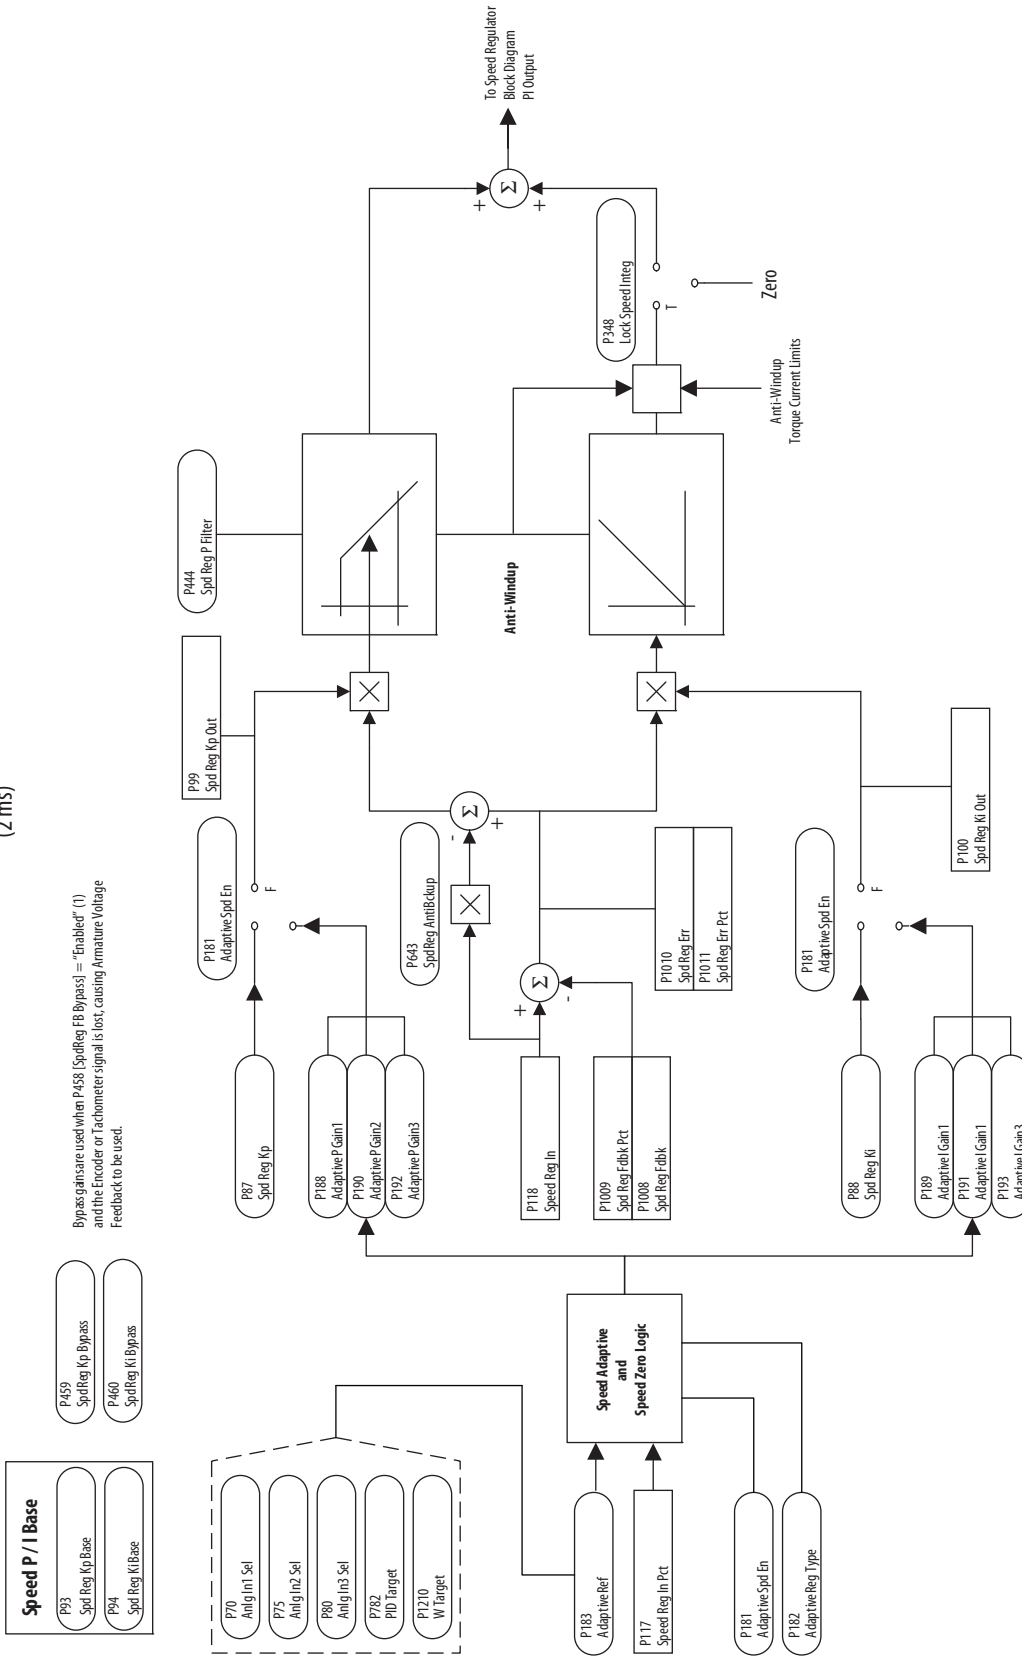 (2 ms)
Speed P / I Base
P93
Spd Reg Kp Base
P94
Spd Reg Ki Base
P459
SpdReg Kp Bypass
P460
SpdReg Ki Bypass
Bypass gains are used when P458 [SpdReg FB Bypass] = "Enabled" (1)
and the Encoder or Tachometer signal is lost, causing Armature Voltage
Feedback to be used.
P70
Anlg In1 Sel
P75
Anlg In2 Sel
P80
Anlg In3 Sel
P782
PID Target
P1210
W Target
P183
Adaptive Ref
P117
Speed Reg In Pct
P181
Adaptive Spd En
P182
Adaptive Reg Type
Speed Adaptive
and
Speed Zero Logic
P87
Spd Reg Kp
P188
Adaptive P Gain1
P190
Adaptive P Gain2
P192
Adaptive P Gain3
P118
Speed Reg In
P1009
Spd Reg Fdbk Pct
P1008
Spd Reg Fdbk
P88
Spd Reg Ki
P189
Adaptive I Gain1
P191
Adaptive I Gain1
P193
Adaptive I Gain3
P181
Adaptive Spd En
F
P99
Spd Reg Kp Out
P643
Spd Reg AntiBckup
Σ
+
-
Σ
-
+
P1010
Spd Reg Err
P1011
Spd Reg Err Pct
P181
Adaptive Spd En
F
P100
Spd Reg Ki Out
P444
Spd Reg P Filter
Anti-Windup
P348
Lock Speed Integ
T
Zero
Anti-Windup
Torque Current Limits
Σ
+
+
To Speed Regulator
Block Diagram
PI Output